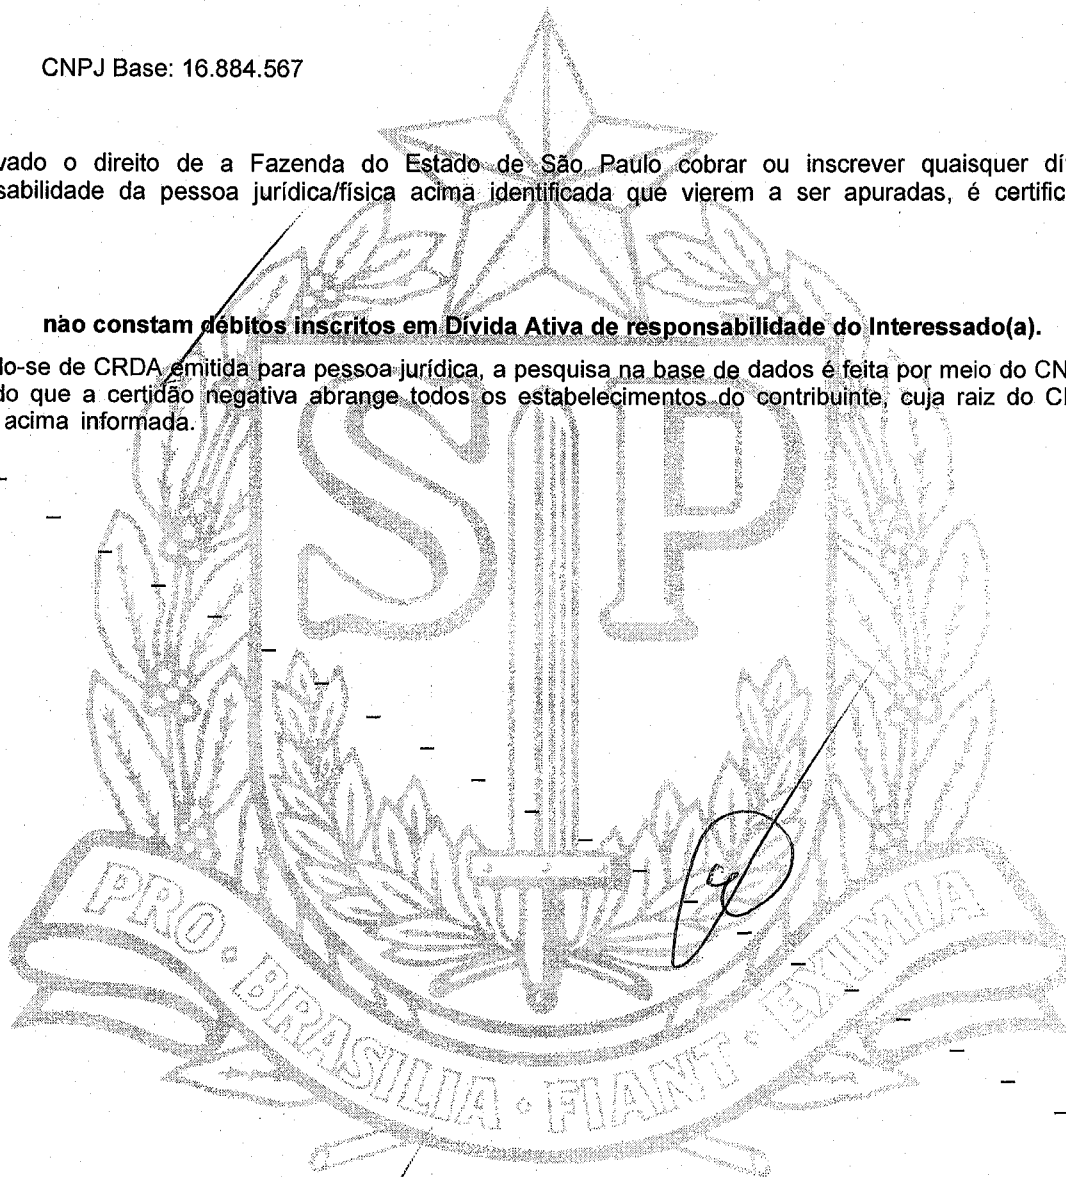 CNPJ Base: 16.884.567
vado o direito de a Fazenda do Estado de São Paulo cobrar ou inscrever quaisquer dí
sabilidade da pessoa jurídica/física acima identificada que vierem a ser apuradas, é certific
não constam débitos inscritos em Dívida Ativa de responsabilidade do Interessado(a).
do-se de CRDA emitida para pessoa jurídica, a pesquisa na base de dados é feita por meio do CN
do que a certidão negativa abrange todos os estabelecimentos do contribuinte, cuja raiz do C
acima informada.
SP
PRO · BRASILIA · FIANT · EXIMIA